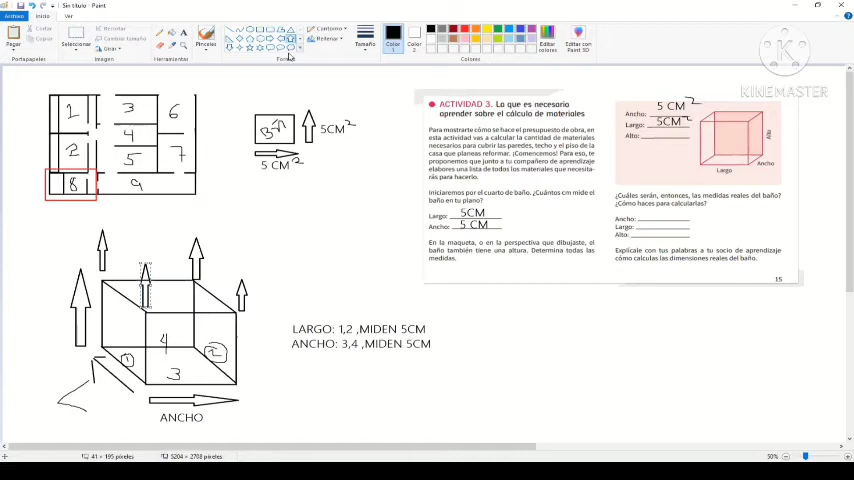 Sin título - Paint
Archivo Inicio Ver
Pegar
Cortar
Copiar
Portapapeles
Seleccionar
Recortar
Cambiar tamaño
Girar
Imagen
Herramientas
Pinceles
Contorno
Rellenar
Formas
Tamaño
Color 1
Color 2
Editar colores
Edita con Paint 3D
Colores
KINEMASTER
1 3 6
4
2 5 7
8 9
5CM2
5 CM2
ACTIVIDAD 3. Lo que es necesario
aprender sobre el cálculo de materiales
Para mostrarte cómo se hace el presupuesto de obra, en
esta actividad vas a calcular la cantidad de materiales
necesarios para cubrir las paredes, techo y el piso de la
casa que planeas reformar. ¡Comencemos! Para eso, te
proponemos que junto a tu compañero de aprendizaje
elabores una lista de todos los materiales que necesita-
rás para hacerlo.
Iniciaremos por el cuarto de baño. ¿Cuántos cm mide el
baño en tu plano?
Largo: 5CM
Ancho: 5 CM
En la maqueta, o en la perspectiva que dibujaste, el
baño también tiene una altura. Determina todas las
medidas.
Ancho: 5 CM2
Largo: 5CM2
Alto:
Alto
Ancho
Largo
¿Cuáles serán, entonces, las medidas reales del baño?
¿Cómo haces para calcularlas?
Ancho:
Largo:
Alto:
Explícale con tus palabras a tu socio de aprendizaje
cómo calculas las dimensiones reales del baño.
15
4
1 2
3
ANCHO
LARGO: 1,2 ,MIDEN 5CM
ANCHO: 3,4 ,MIDEN 5CM
41 × 195 píxeles
5204 × 2708 píxeles
50%